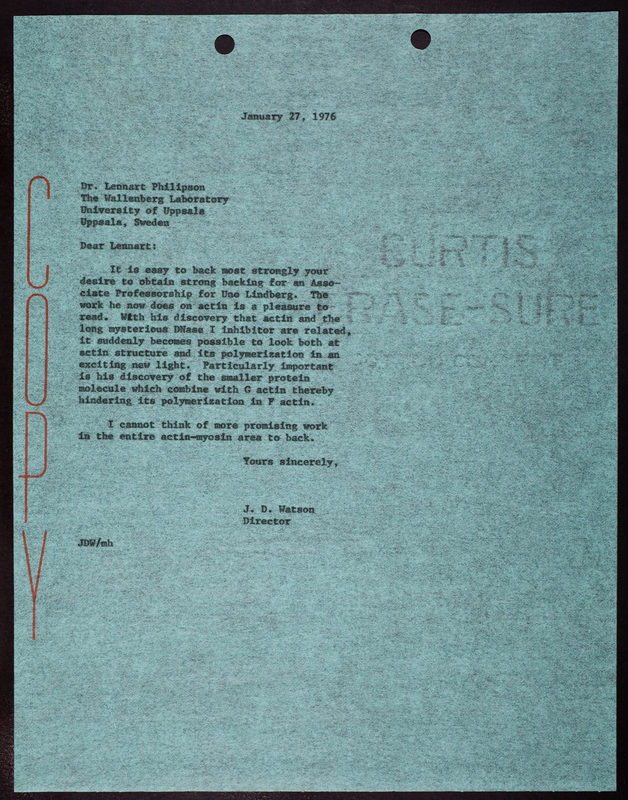 January 27, 1976
Dr. Lennart Philipson
The Wallenberg Laboratory
University of Uppsala
Uppsala, Sweden
Dear Lennart:
It is easy to back most strongly your
desire to obtain strong backing for an Asso-
ciate Professorship for Uno Lindberg. The
work he now does on actin is a pleasure to
read. With his discovery that actin and the
long mysterious DNase I inhibitor are related,
it suddenly becomes possible to look both at
actin structure and its polymerization in an
exciting new light. Particularly important
is his discovery of the smaller protein
molecule which combine with G actin thereby
hindering its polymerization in F actin.
I cannot think of more promising work
in the entire actin-myosin area to back.
Yours sincerely,
J. D. Watson
Director
JDW/mh
COPY
CURTIS
ERASE-SURE